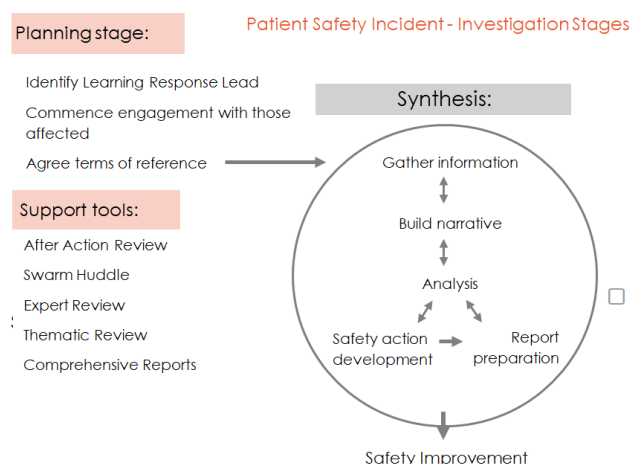 Patient Safety Incident - Investigation Stages
Planning stage:
Identify Learning Response Lead
Commence engagement with those
affected
Agree terms of reference
Support tools:
After Action Review
Swarm Huddle
Expert Review
Thematic Review
Comprehensive Reports
Synthesis:
Gather information
Build narrative
Analysis
Safety action
development
Report
preparation
Safety Improvement